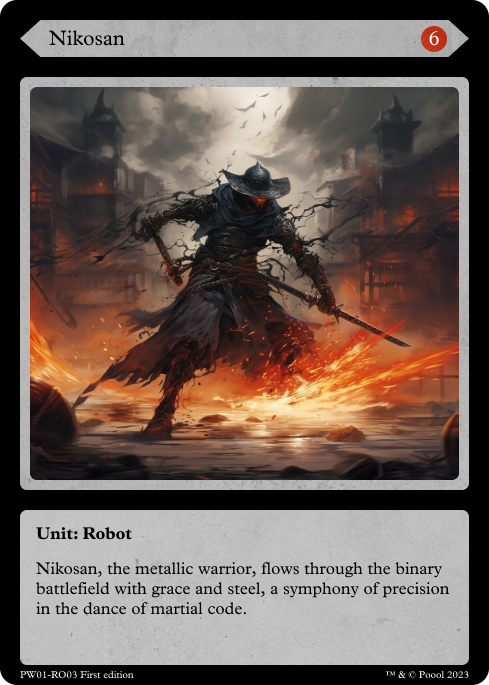 Nikosan
6
Unit: Robot
Nikosan, the metallic warrior, flows through the binary
battlefield with grace and steel, a symphony of precision
in the dance of martial code.
PW01-RO03 First edition
™ & © Poool 2023